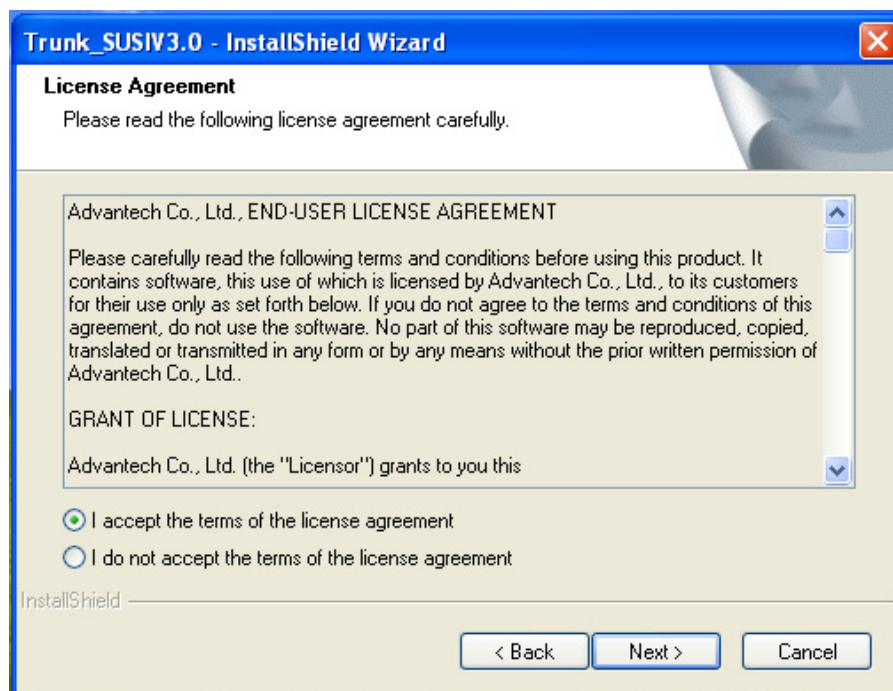 Trunk_SUSIV3.0 - InstallShield Wizard
License Agreement
Please read the following license agreement carefully.
Advantech Co., Ltd., END-USER LICENSE AGREEMENT
Please carefully read the following terms and conditions before using this product. It
contains software, this use of which is licensed by Advantech Co., Ltd., to its customers
for their use only as set forth below. If you do not agree to the terms and conditions of this
agreement, do not use the software. No part of this software may be reproduced, copied,
translated or transmitted in any form or by any means without the prior written permission of
Advantech Co., Ltd..
GRANT OF LICENSE:
Advantech Co., Ltd. (the "Licensor") grants to you this
I accept the terms of the license agreement
I do not accept the terms of the license agreement
InstallShield
< Back Next > Cancel